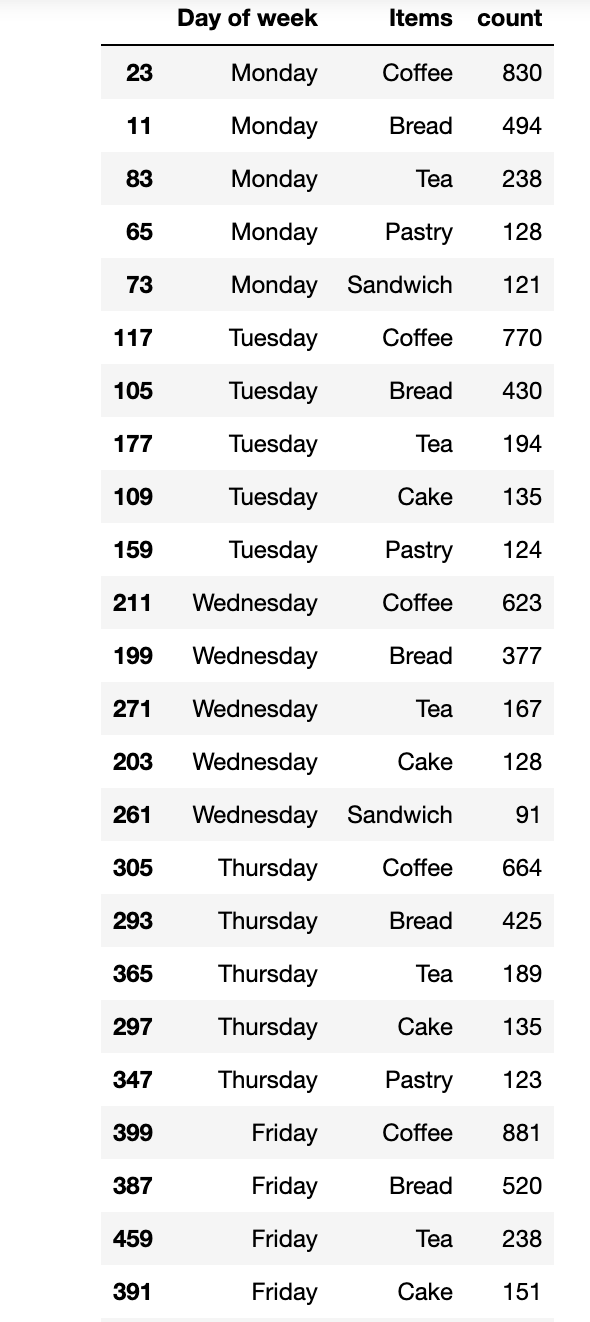 Day of week Items count
23 Monday Coffee 830
11 Monday Bread 494
83 Monday Tea 238
65 Monday Pastry 128
73 Monday Sandwich 121
117 Tuesday Coffee 770
105 Tuesday Bread 430
177 Tuesday Tea 194
109 Tuesday Cake 135
159 Tuesday Pastry 124
211 Wednesday Coffee 623
199 Wednesday Bread 377
271 Wednesday Tea 167
203 Wednesday Cake 128
261 Wednesday Sandwich 91
305 Thursday Coffee 664
293 Thursday Bread 425
365 Thursday Tea 189
297 Thursday Cake 135
347 Thursday Pastry 123
399 Friday Coffee 881
387 Friday Bread 520
459 Friday Tea 238
391 Friday Cake 151